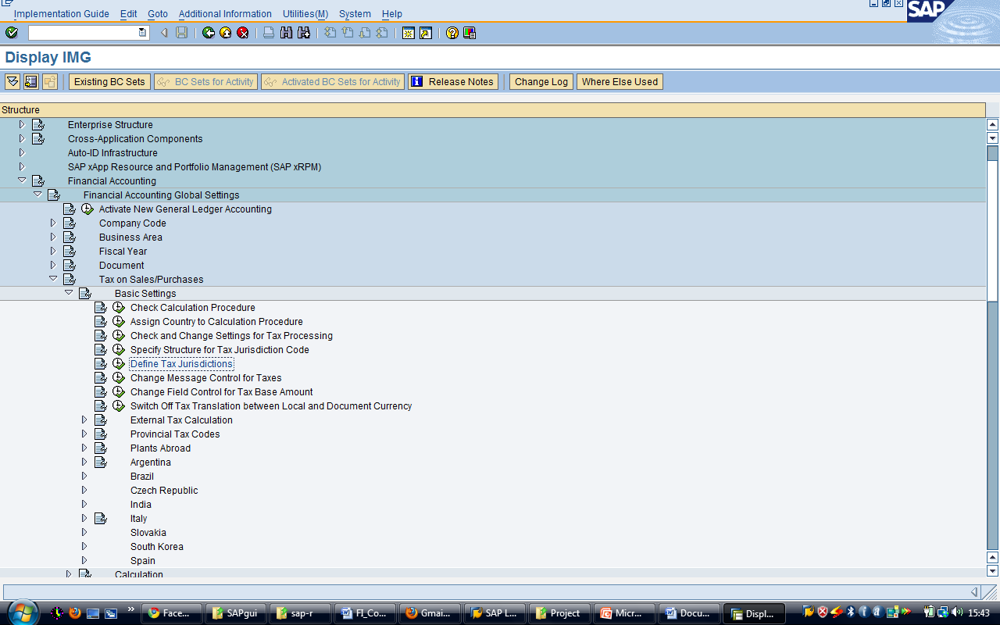 Implementation Guide Edit Goto Additional Information Utilities(M) System Help
SAP
Display IMG
Existing BC Sets BC Sets for Activity Activated BC Sets for Activity Release Notes Change Log Where Else Used
Structure
Enterprise Structure
Cross-Application Components
Auto-ID Infrastructure
SAP xApp Resource and Portfolio Management (SAP xRPM)
Financial Accounting
Financial Accounting Global Settings
Activate New General Ledger Accounting
Company Code
Business Area
Fiscal Year
Document
Tax on Sales/Purchases
Basic Settings
Check Calculation Procedure
Assign Country to Calculation Procedure
Check and Change Settings for Tax Processing
Specify Structure for Tax Jurisdiction Code
Define Tax Jurisdictions
Change Message Control for Taxes
Change Field Control for Tax Base Amount
Switch Off Tax Translation between Local and Document Currency
External Tax Calculation
Provincial Tax Codes
Plants Abroad
Argentina
Brazil
Czech Republic
India
Italy
Slovakia
South Korea
Spain
Calculation
Face... SAPgui sap-r FI_Co... Gmai... SAP L... Project Micr... Docu... Displ... 15:43